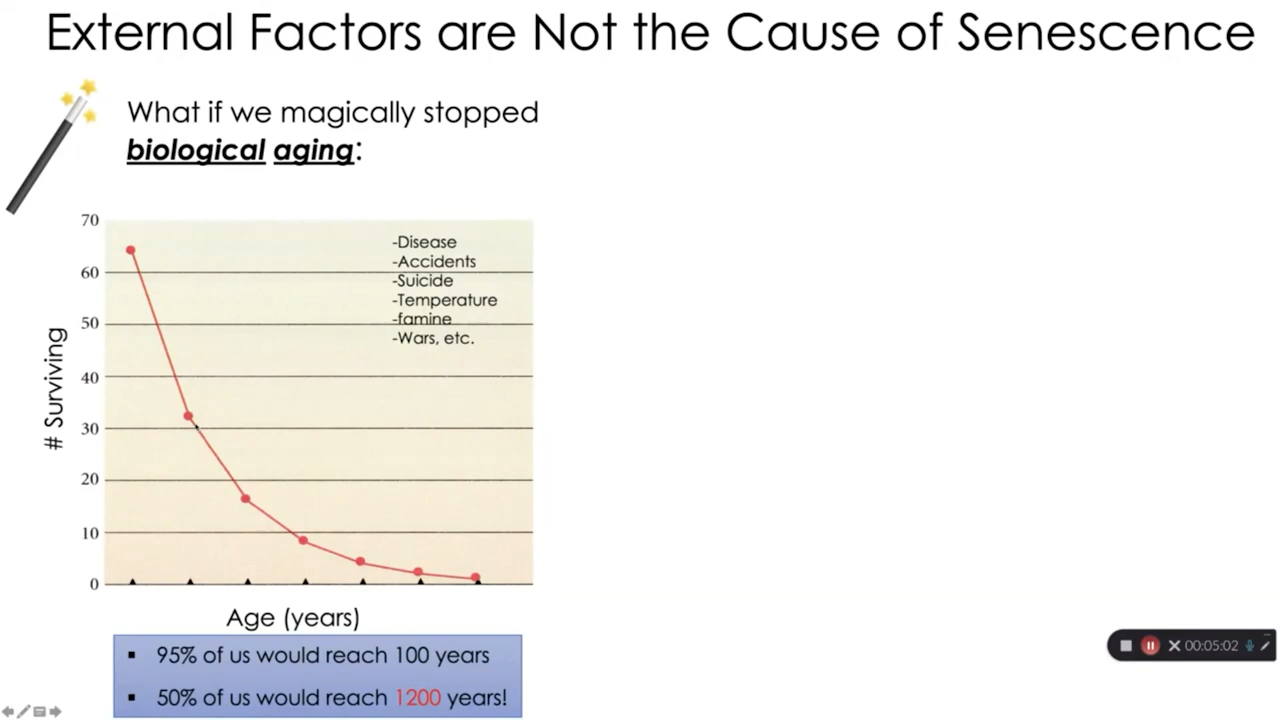 External Factors are Not the Cause of Senescence
What if we magically stopped
biological aging:
70
60
50
40
30
20
10
0
# Surviving
-Disease
-Accidents
-Suicide
-Temperature
-famine
-Wars, etc.
Age (years)
▪ 95% of us would reach 100 years
▪ 50% of us would reach 1200 years!
00:05:02